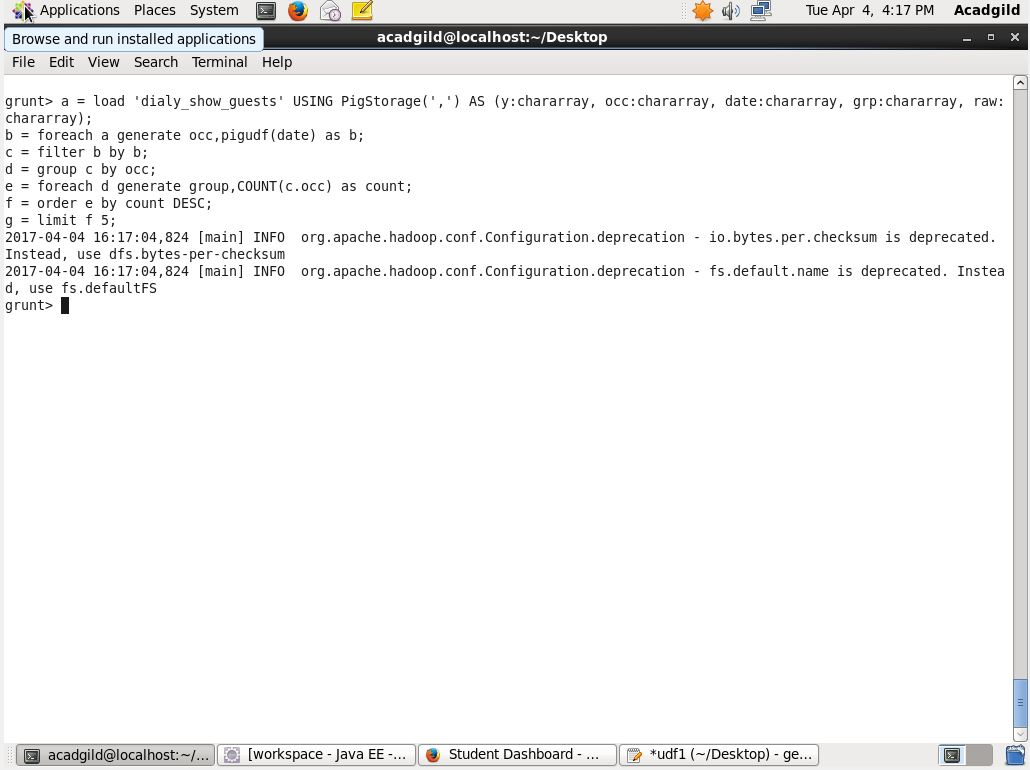 Applications Places System Tue Apr 4, 4:17 PM Acadgild
Browse and run installed applications
acadgild@localhost:~/Desktop
File Edit View Search Terminal Help
grunt> a = load 'dialy_show_guests' USING PigStorage(',') AS (y:chararray, occ:chararray, date:chararray, grp:chararray, raw:
chararray);
b = foreach a generate occ,pigudf(date) as b;
c = filter b by b;
d = group c by occ;
e = foreach d generate group,COUNT(c.occ) as count;
f = order e by count DESC;
g = limit f 5;
2017-04-04 16:17:04,824 [main] INFO  org.apache.hadoop.conf.Configuration.deprecation - io.bytes.per.checksum is deprecated.
Instead, use dfs.bytes-per-checksum
2017-04-04 16:17:04,824 [main] INFO  org.apache.hadoop.conf.Configuration.deprecation - fs.default.name is deprecated. Instea
d, use fs.defaultFS
grunt>
acadgild@localhost:~/... [workspace - Java EE -... Student Dashboard - ... *udf1 (~/Desktop) - ge...